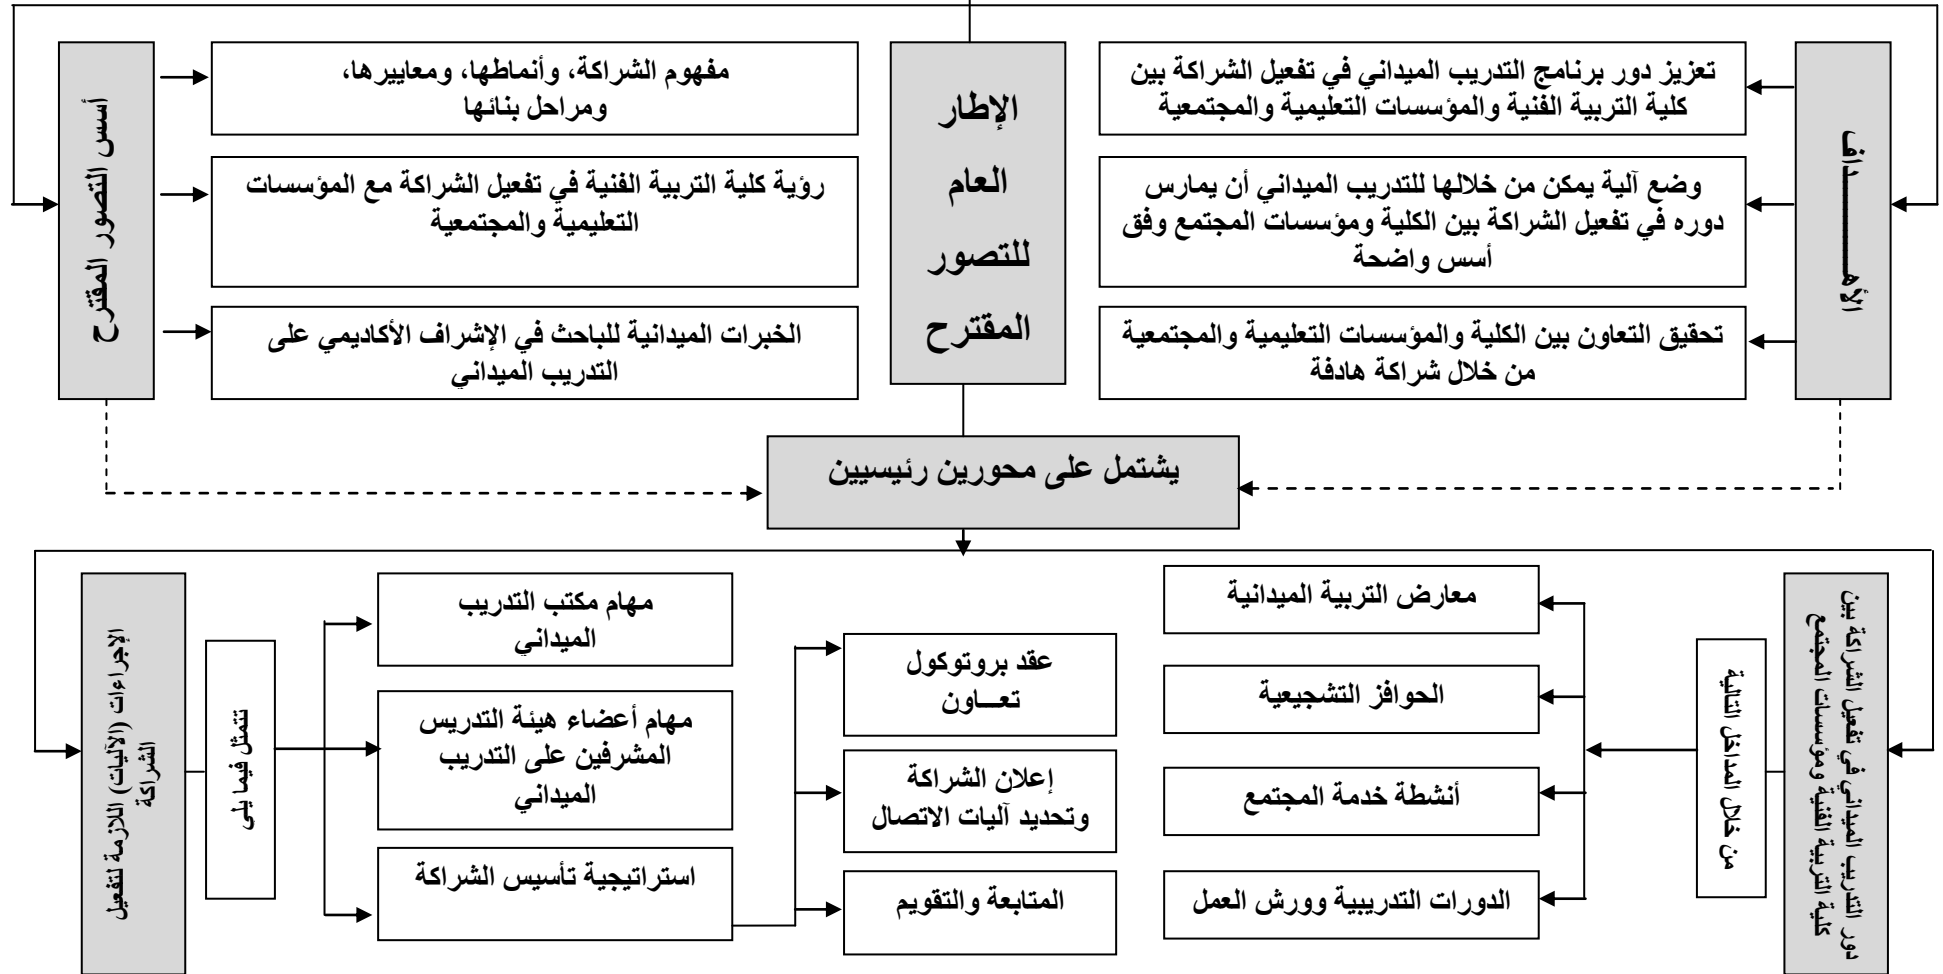 الأهـــــــداف
تعزيز دور برنامج التدريب الميداني في تفعيل الشراكة بين
كلية التربية الفنية والمؤسسات التعليمية والمجتمعية
وضع آلية يمكن من خلالها للتدريب الميداني أن يمارس
دوره في تفعيل الشراكة بين الكلية ومؤسسات المجتمع وفق
أسس واضحة
تحقيق التعاون بين الكلية والمؤسسات التعليمية والمجتمعية
من خلال شراكة هادفة
الإطار
العام
للتصور
المقترح
أسس التصور المقترح
مفهوم الشراكة، وأنماطها، ومعاييرها،
ومراحل بنائها
رؤية كلية التربية الفنية في تفعيل الشراكة مع المؤسسات
التعليمية والمجتمعية
الخبرات الميدانية للباحث في الإشراف الأكاديمي على
التدريب الميداني
يشتمل على محورين رئيسيين
دور التدريب الميداني في تفعيل الشراكة بين
كلية التربية الفنية ومؤسسات المجتمع
من خلال المداخل التالية
معارض التربية الميدانية
الحوافز التشجيعية
أنشطة خدمة المجتمع
الدورات التدريبية وورش العمل
الإجراءات (الآليات) اللازمة لتفعيل
الشراكة
تتمثل فيما يلى
مهام مكتب التدريب
الميداني
مهام أعضاء هيئة التدريس
المشرفين على التدريب
الميداني
استراتيجية تأسيس الشراكة
عقد بروتوكول
تعـــاون
إعلان الشراكة
وتحديد آليات الاتصال
المتابعة والتقويم